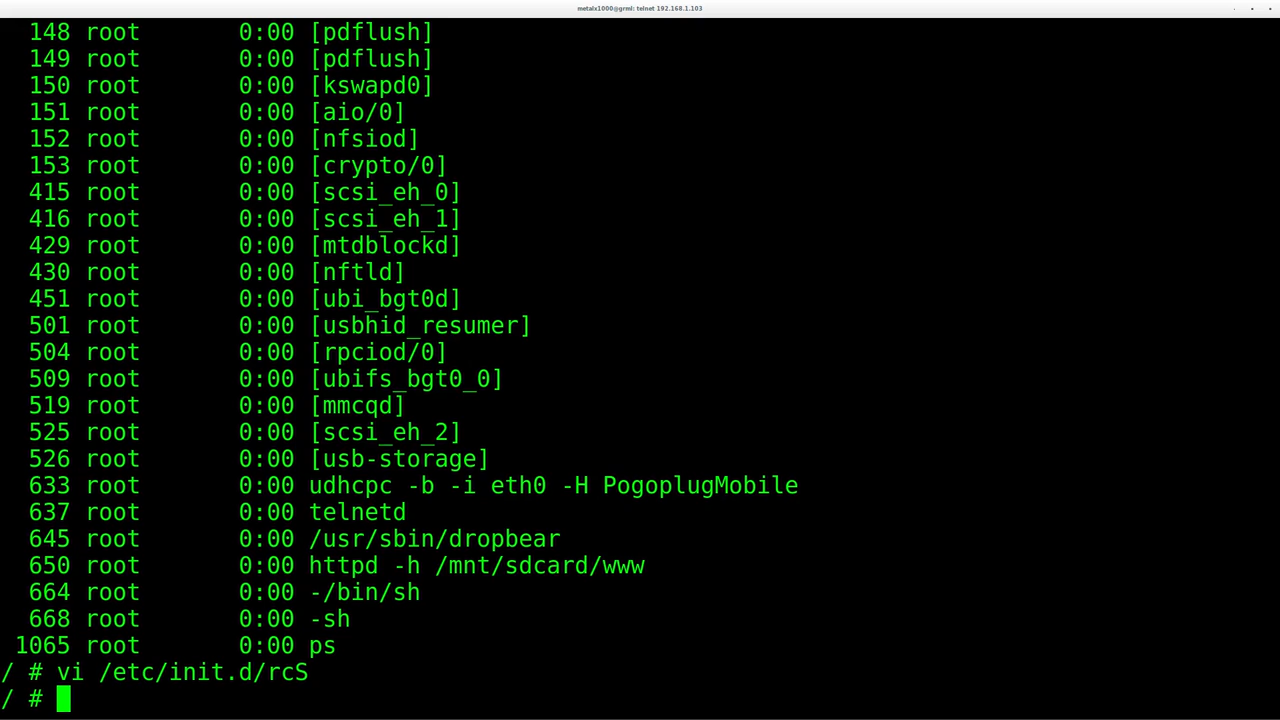 metalx1000@grml: telnet 192.168.1.103
148 root 0:00 [pdflush]
149 root 0:00 [pdflush]
150 root 0:00 [kswapd0]
151 root 0:00 [aio/0]
152 root 0:00 [nfsiod]
153 root 0:00 [crypto/0]
415 root 0:00 [scsi_eh_0]
416 root 0:00 [scsi_eh_1]
429 root 0:00 [mtdblockd]
430 root 0:00 [nftld]
451 root 0:00 [ubi_bgt0d]
501 root 0:00 [usbhid_resumer]
504 root 0:00 [rpciod/0]
509 root 0:00 [ubifs_bgt0_0]
519 root 0:00 [mmcqd]
525 root 0:00 [scsi_eh_2]
526 root 0:00 [usb-storage]
633 root 0:00 udhcpc -b -i eth0 -H PogoplugMobile
637 root 0:00 telnetd
645 root 0:00 /usr/sbin/dropbear
650 root 0:00 httpd -h /mnt/sdcard/www
664 root 0:00 -/bin/sh
668 root 0:00 -sh
1065 root 0:00 ps
/ # vi /etc/init.d/rcS
/ #